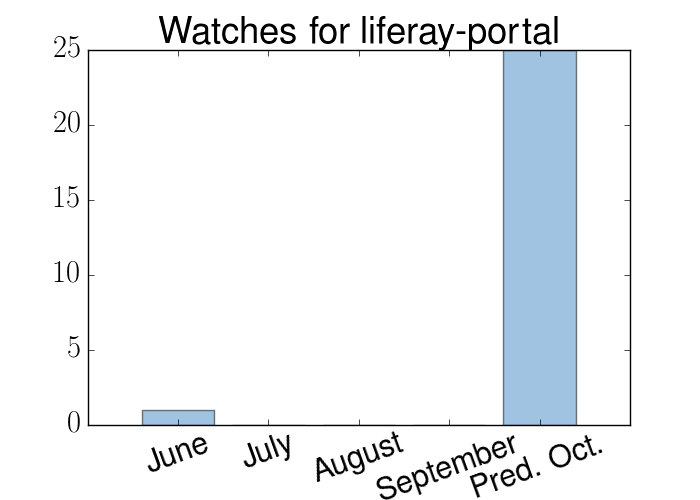 Watches for liferay-portal
25
20
15
10
5
0
June
July
August
September
Pred. Oct.